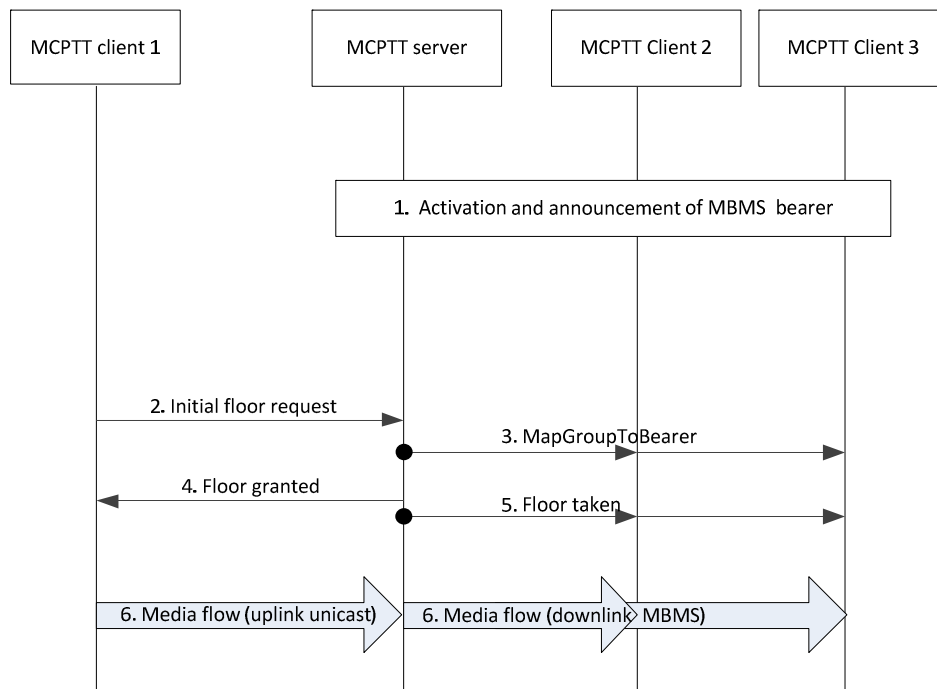 MCPTT client 1
MCPTT server
MCPTT Client 2
MCPTT Client 3
1. Activation and announcement of MBMS bearer
2. Initial floor request
3. MapGroupToBearer
4. Floor granted
5. Floor taken
6. Media flow (uplink unicast)
6. Media flow (downlink MBMS)